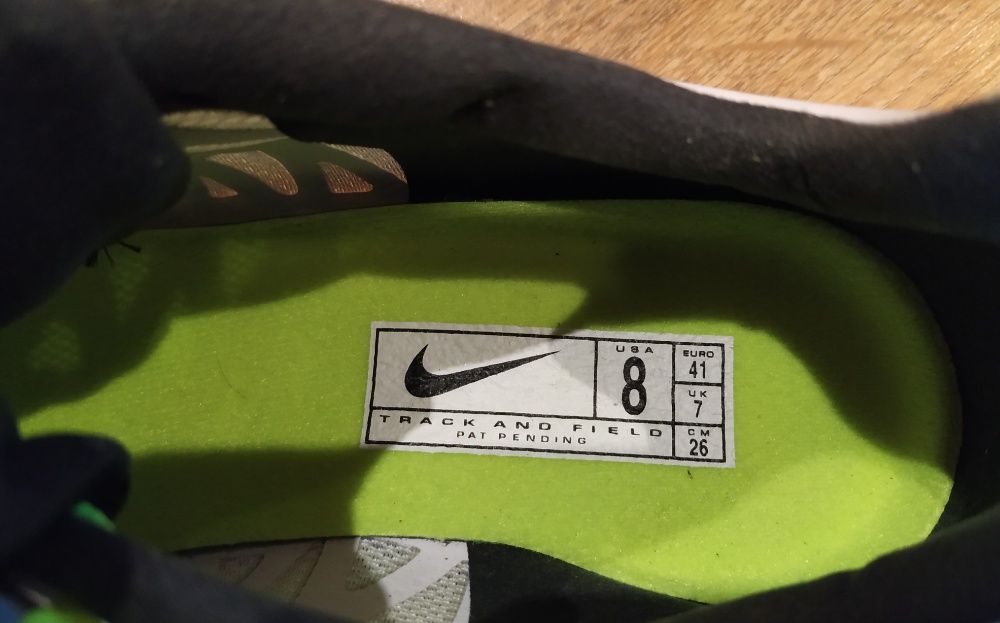 USA
8
EURO
41
UK
7
CM
26
TRACK AND FIELD
PAT PENDING